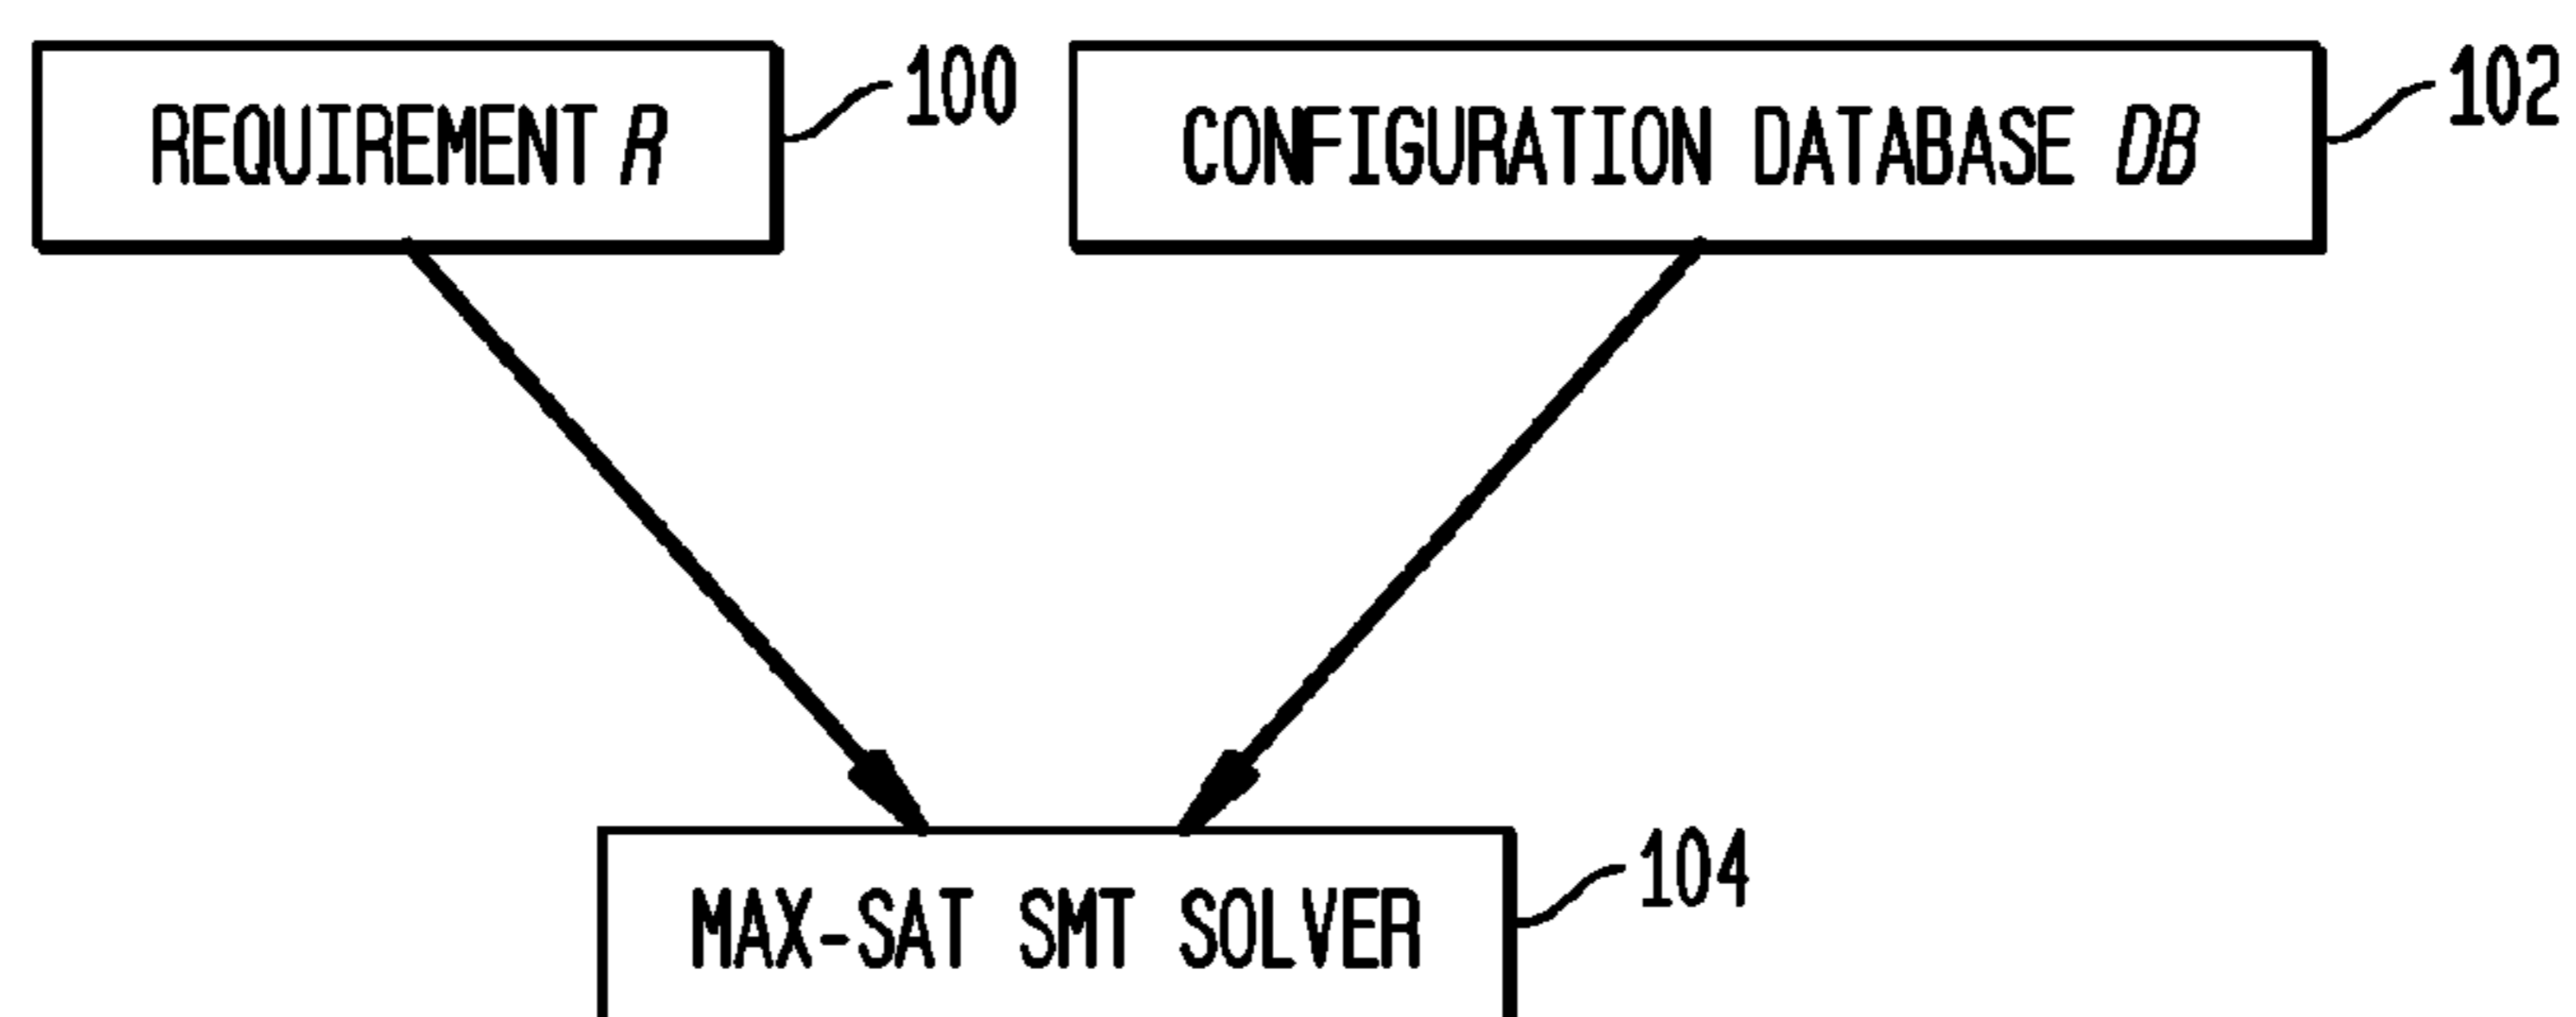 REQUIREMENT R
100
CONFIGURATION DATABASE DB
102
MAX-SAT SMT SOLVER
104